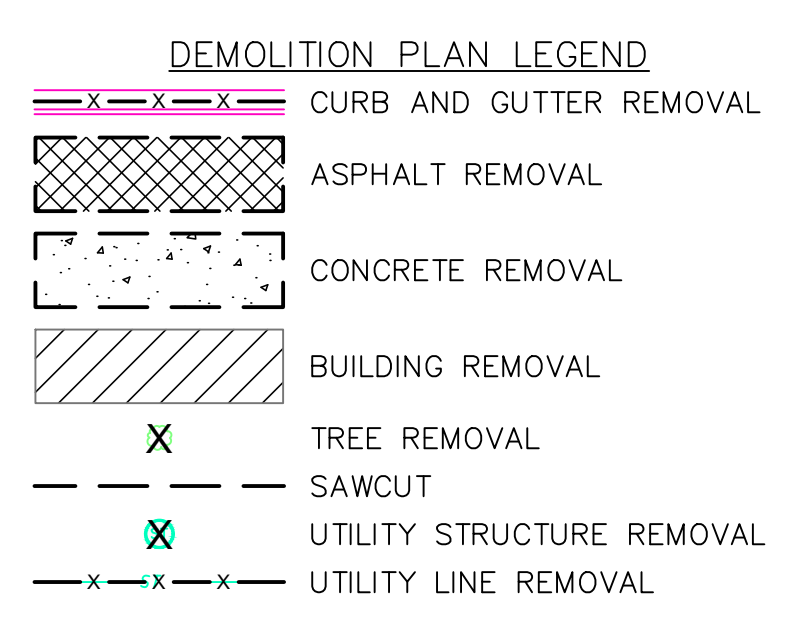 DEMOLITION PLAN LEGEND
X X X CURB AND GUTTER REMOVAL
ASPHALT REMOVAL
CONCRETE REMOVAL
BUILDING REMOVAL
X TREE REMOVAL
SAWCUT
X UTILITY STRUCTURE REMOVAL
X X X UTILITY LINE REMOVAL